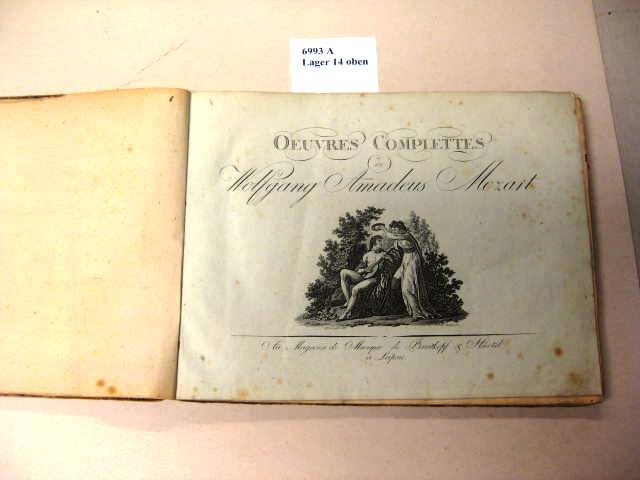 6993 A
Lager 14 oben
OEUVRES COMPLETTES
de
Wolfgang Amadeus Mozart
Au Magasin de Musique de Breitkopf & Härtel
à Leipsic.